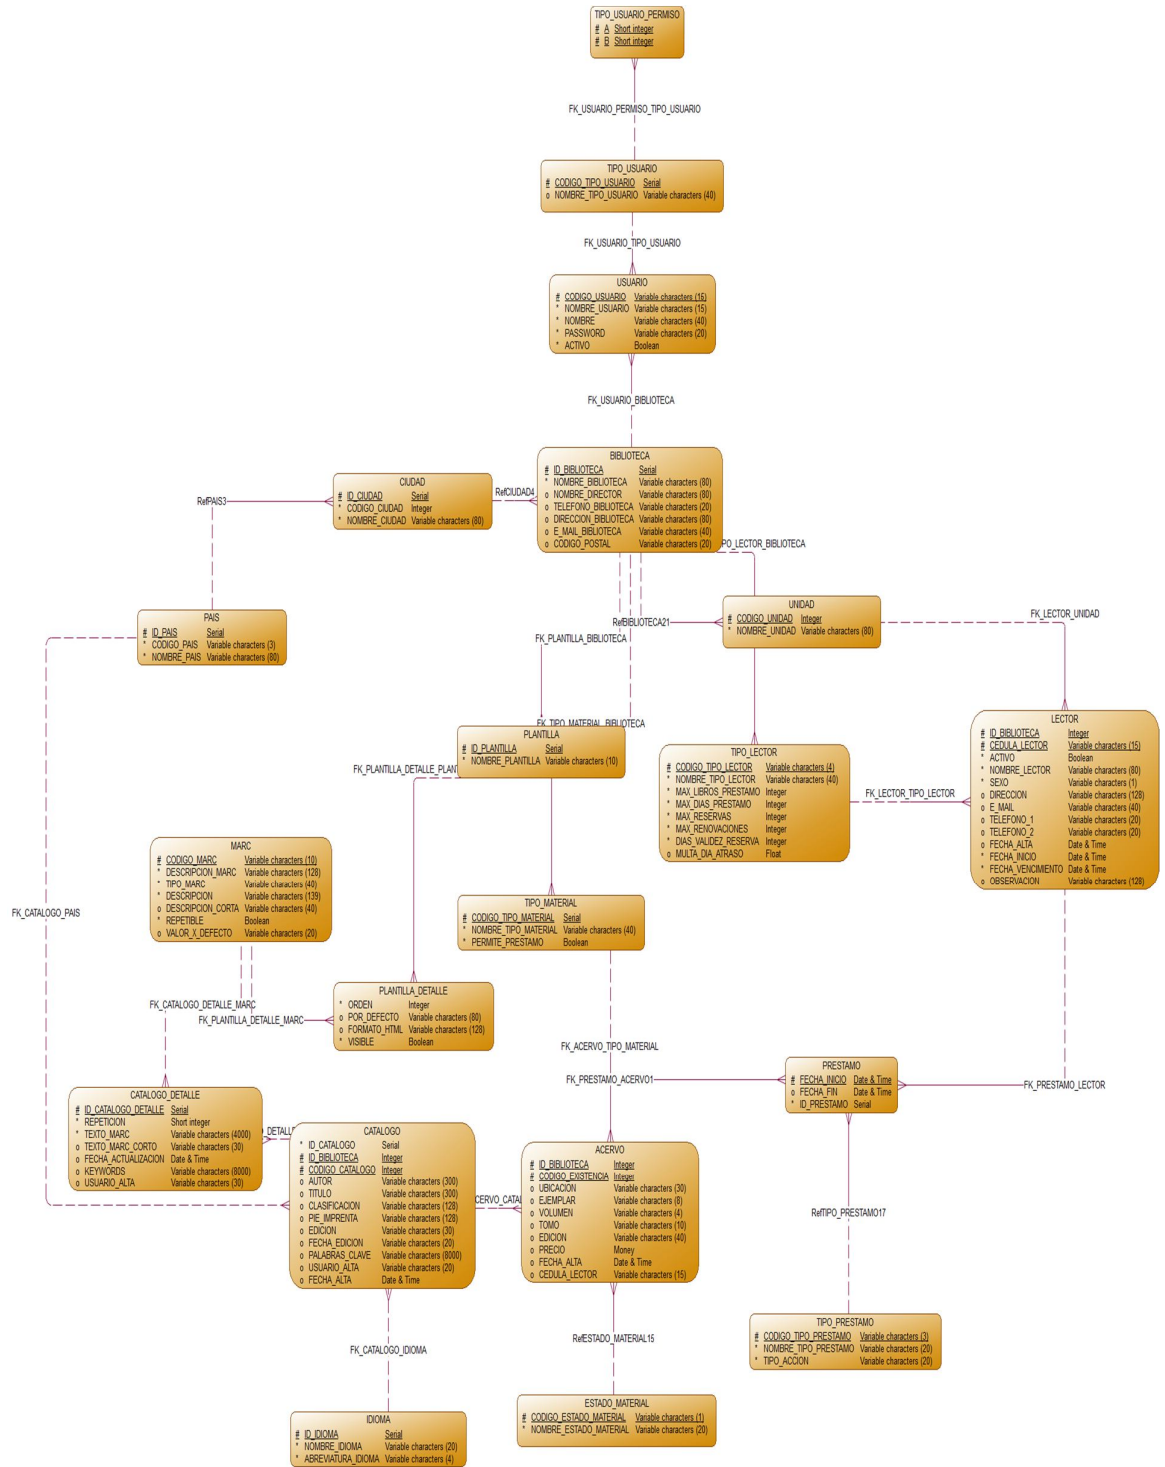 TIPO_USUARIO_PERMISO
# A Short integer
# B Short integer
FK_USUARIO_PERMISO_TIPO_USUARIO
TIPO_USUARIO
# CODIGO_TIPO_USUARIO Serial
o NOMBRE_TIPO_USUARIO Variable characters (40)
FK_USUARIO_TIPO_USUARIO
USUARIO
# CODIGO_USUARIO Variable characters (15)
* NOMBRE_USUARIO Variable characters (15)
* NOMBRE Variable characters (40)
* PASSWORD Variable characters (20)
* ACTIVO Boolean
FK_USUARIO_BIBLIOTECA
BIBLIOTECA
# ID_BIBLIOTECA Serial
* NOMBRE_BIBLIOTECA Variable characters (80)
o NOMBRE_DIRECTOR Variable characters (80)
o TELEFONO_BIBLIOTECA Variable characters (20)
o DIRECCION_BIBLIOTECA Variable characters (80)
o E_MAIL_BIBLIOTECA Variable characters (40)
o CODIGO_POSTAL Variable characters (20)
CIUDAD
# ID_CIUDAD Serial
* CODIGO_CIUDAD Integer
* NOMBRE_CIUDAD Variable characters (80)
RefCIUDAD4
RefPAIS3
PO_LECTOR_BIBLIOTECA
PAIS
# ID_PAIS Serial
* CODIGO_PAIS Variable characters (3)
* NOMBRE_PAIS Variable characters (80)
UNIDAD
# CODIGO_UNIDAD Integer
* NOMBRE_UNIDAD Variable characters (80)
RefBIBLIOTECA21
FK_LECTOR_UNIDAD
FK_PLANTILLA_BIBLIOTECA
FK_TIPO_MATERIAL_BIBLIOTECA
PLANTILLA
# ID_PLANTILLA Serial
* NOMBRE_PLANTILLA Variable characters (10)
FK_PLANTILLA_DETALLE_PLANT
TIPO_LECTOR
# CODIGO_TIPO_LECTOR Variable characters (4)
* NOMBRE_TIPO_LECTOR Variable characters (40)
* MAX_LIBROS_PRESTAMO Integer
* MAX_DIAS_PRESTAMO Integer
* MAX_RESERVAS Integer
* MAX_RENOVACIONES Integer
* DIAS_VALIDEZ_RESERVA Integer
o MULTA_DIA_ATRASO Float
FK_LECTOR_TIPO_LECTOR
LECTOR
# ID_BIBLIOTECA Integer
# CEDULA_LECTOR Variable characters (15)
* ACTIVO Boolean
* NOMBRE_LECTOR Variable characters (80)
* SEXO Variable characters (1)
o DIRECCION Variable characters (128)
o E_MAIL Variable characters (40)
o TELEFONO_1 Variable characters (20)
o TELEFONO_2 Variable characters (20)
o FECHA_ALTA Date & Time
* FECHA_INICIO Date & Time
* FECHA_VENCIMIENTO Date & Time
o OBSERVACION Variable characters (128)
MARC
# CODIGO_MARC Variable characters (10)
* DESCRIPCION_MARC Variable characters (128)
* TIPO_MARC Variable characters (40)
* DESCRIPCION Variable characters (139)
o DESCRIPCION_CORTA Variable characters (40)
* REPETIBLE Boolean
o VALOR_X_DEFECTO Variable characters (20)
FK_CATALOGO_PAIS
TIPO_MATERIAL
# CODIGO_TIPO_MATERIAL Serial
* NOMBRE_TIPO_MATERIAL Variable characters (40)
* PERMITE_PRESTAMO Boolean
FK_CATALOGO_DETALLE_MARC
FK_PLANTILLA_DETALLE_MARC
PLANTILLA_DETALLE
* ORDEN Integer
o POR_DEFECTO Variable characters (80)
o FORMATO_HTML Variable characters (128)
* VISIBLE Boolean
FK_ACERVO_TIPO_MATERIAL
FK_PRESTAMO_ACERVO1
PRESTAMO
# FECHA_INICIO Date & Time
o FECHA_FIN Date & Time
* ID_PRESTAMO Serial
FK_PRESTAMO_LECTOR
CATALOGO_DETALLE
# ID_CATALOGO_DETALLE Serial
* REPETICION Short integer
* TEXTO_MARC Variable characters (4000)
o TEXTO_MARC_CORTO Variable characters (30)
o FECHA_ACTUALIZACION Date & Time
o KEYWORDS Variable characters (8000)
o USUARIO_ALTA Variable characters (30)
O_DETALLE
CATALOGO
* ID_CATALOGO Serial
# ID_BIBLIOTECA Integer
# CODIGO_CATALOGO Integer
o AUTOR Variable characters (300)
o TITULO Variable characters (300)
o CLASIFICACION Variable characters (128)
o PIE_IMPRENTA Variable characters (128)
o EDICION Variable characters (30)
o FECHA_EDICION Variable characters (20)
o PALABRAS_CLAVE Variable characters (8000)
o USUARIO_ALTA Variable characters (20)
o FECHA_ALTA Date & Time
CERVO_CATAL
ACERVO
# ID_BIBLIOTECA Integer
# CODIGO_EXISTENCIA Integer
o UBICACION Variable characters (30)
o EJEMPLAR Variable characters (8)
o VOLUMEN Variable characters (4)
o TOMO Variable characters (10)
o EDICION Variable characters (40)
o PRECIO Money
o FECHA_ALTA Date & Time
o CEDULA_LECTOR Variable characters (15)
RefTIPO_PRESTAMO17
TIPO_PRESTAMO
# CODIGO_TIPO_PRESTAMO Variable characters (3)
* NOMBRE_TIPO_PRESTAMO Variable characters (20)
* TIPO_ACCION Variable characters (20)
RefESTADO_MATERIAL15
FK_CATALOGO_IDIOMA
ESTADO_MATERIAL
# CODIGO_ESTADO_MATERIAL Variable characters (1)
* NOMBRE_ESTADO_MATERIAL Variable characters (20)
IDIOMA
# ID_IDIOMA Serial
* NOMBRE_IDIOMA Variable characters (20)
* ABREVIATURA_IDIOMA Variable characters (4)